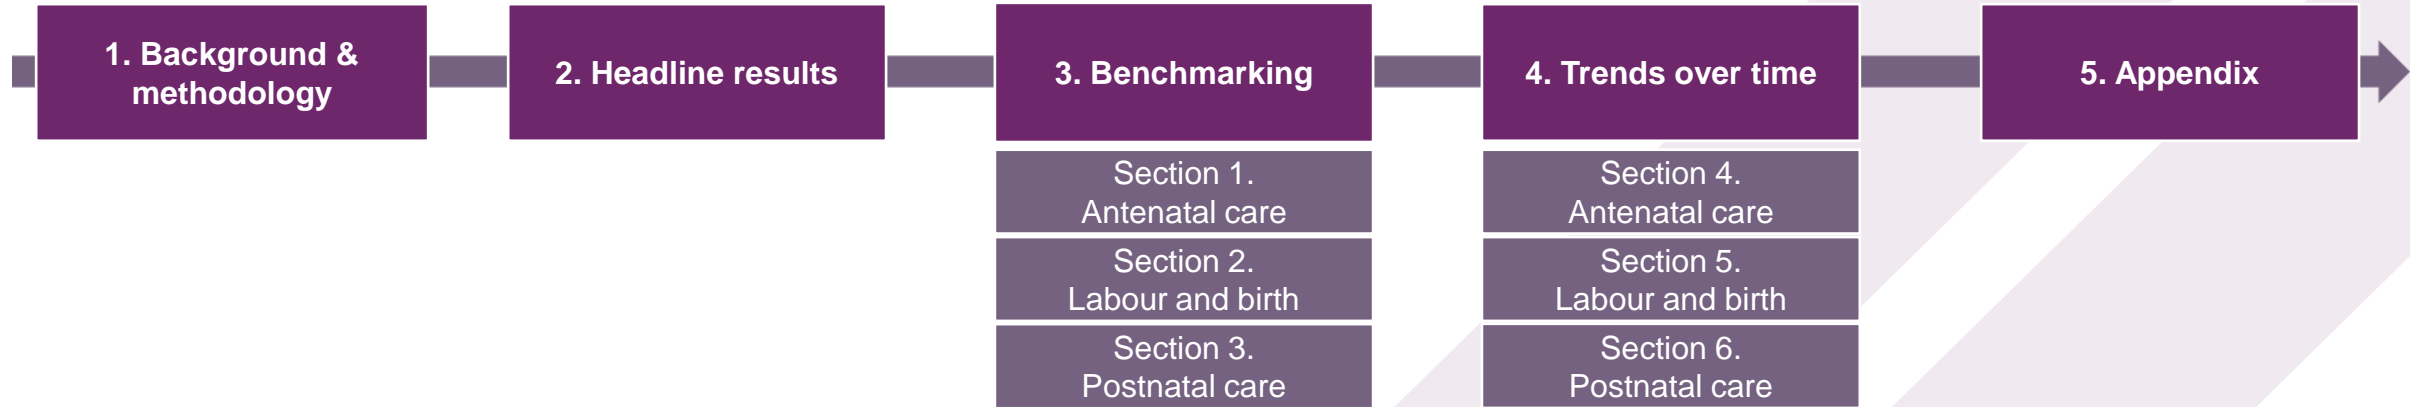 1. Background &
methodology
2. Headline results
3. Benchmarking
Section 1.
Antenatal care
Section 2.
Labour and birth
Section 3.
Postnatal care
4. Trends over time
Section 4.
Antenatal care
Section 5.
Labour and birth
Section 6.
Postnatal care
5. Appendix